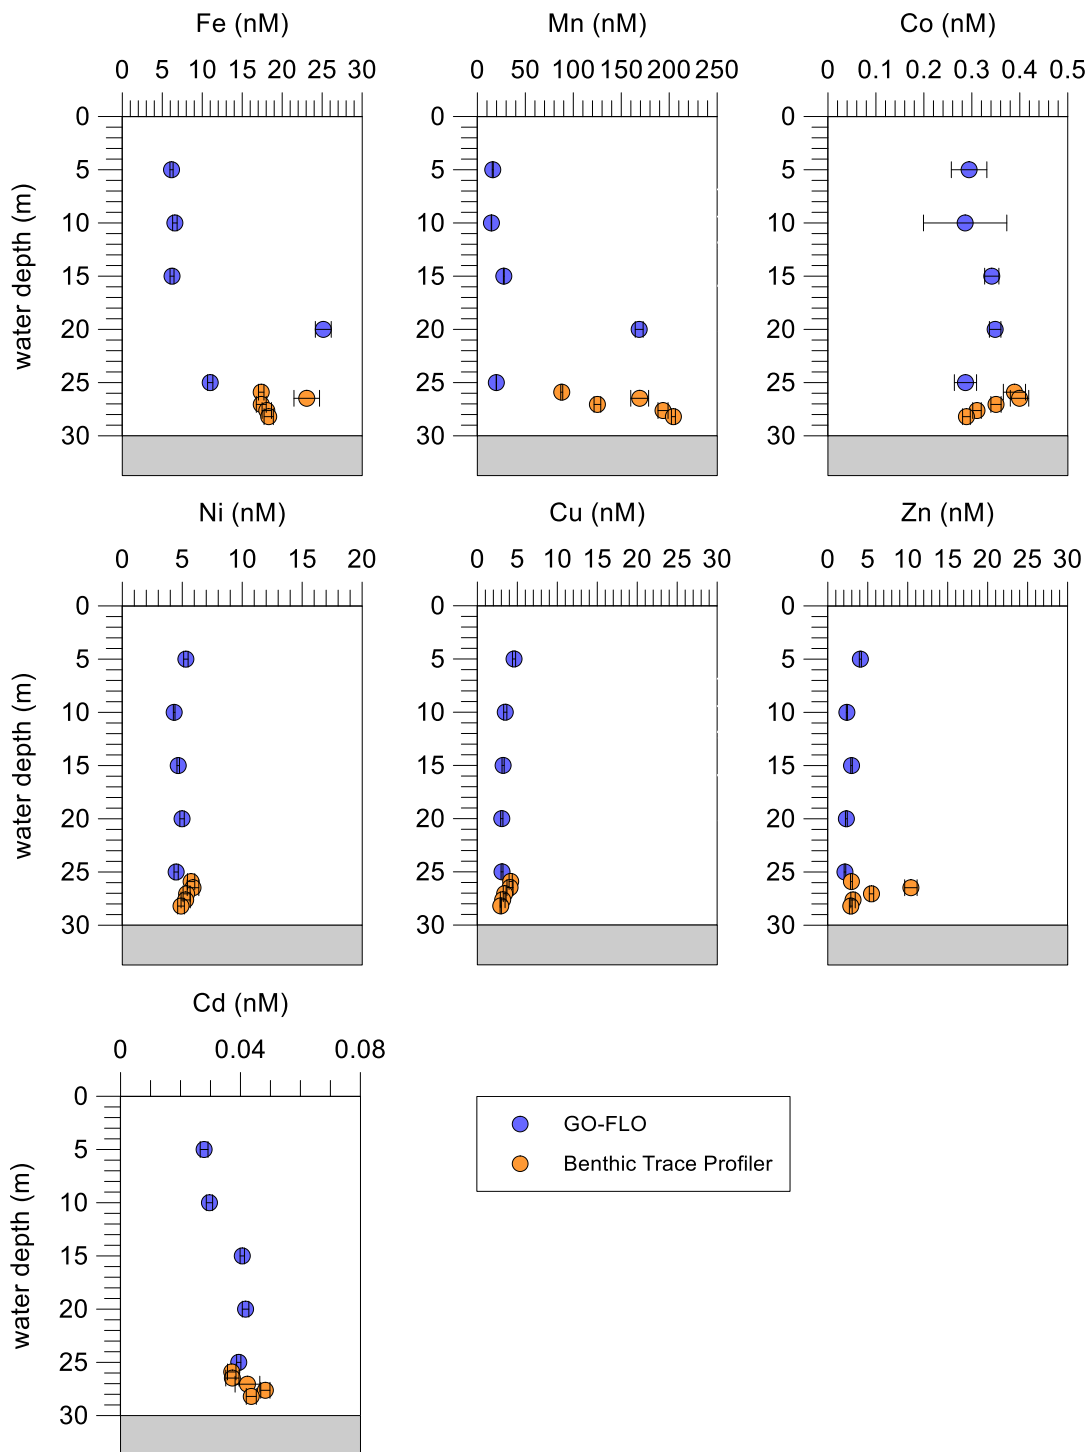 Fe (nM) Mn (nM) Co (nM)
0 5 10 15 20 25 30 0 50 100 150 200 250 0 0.1 0.2 0.3 0.4 0.5
0 0 0
5 5 5
10 10 10
15 15 15
20 20 20
25 25 25
30 30 30
water depth (m)
Ni (nM) Cu (nM) Zn (nM)
0 5 10 15 20 0 5 10 15 20 25 30 0 5 10 15 20 25 30
0 0 0
5 5 5
10 10 10
15 15 15
20 20 20
25 25 25
30 30 30
water depth (m)
Cd (nM)
0 0.04 0.08
0
5
10
15
20
25
30
water depth (m)
GO-FLO
Benthic Trace Profiler